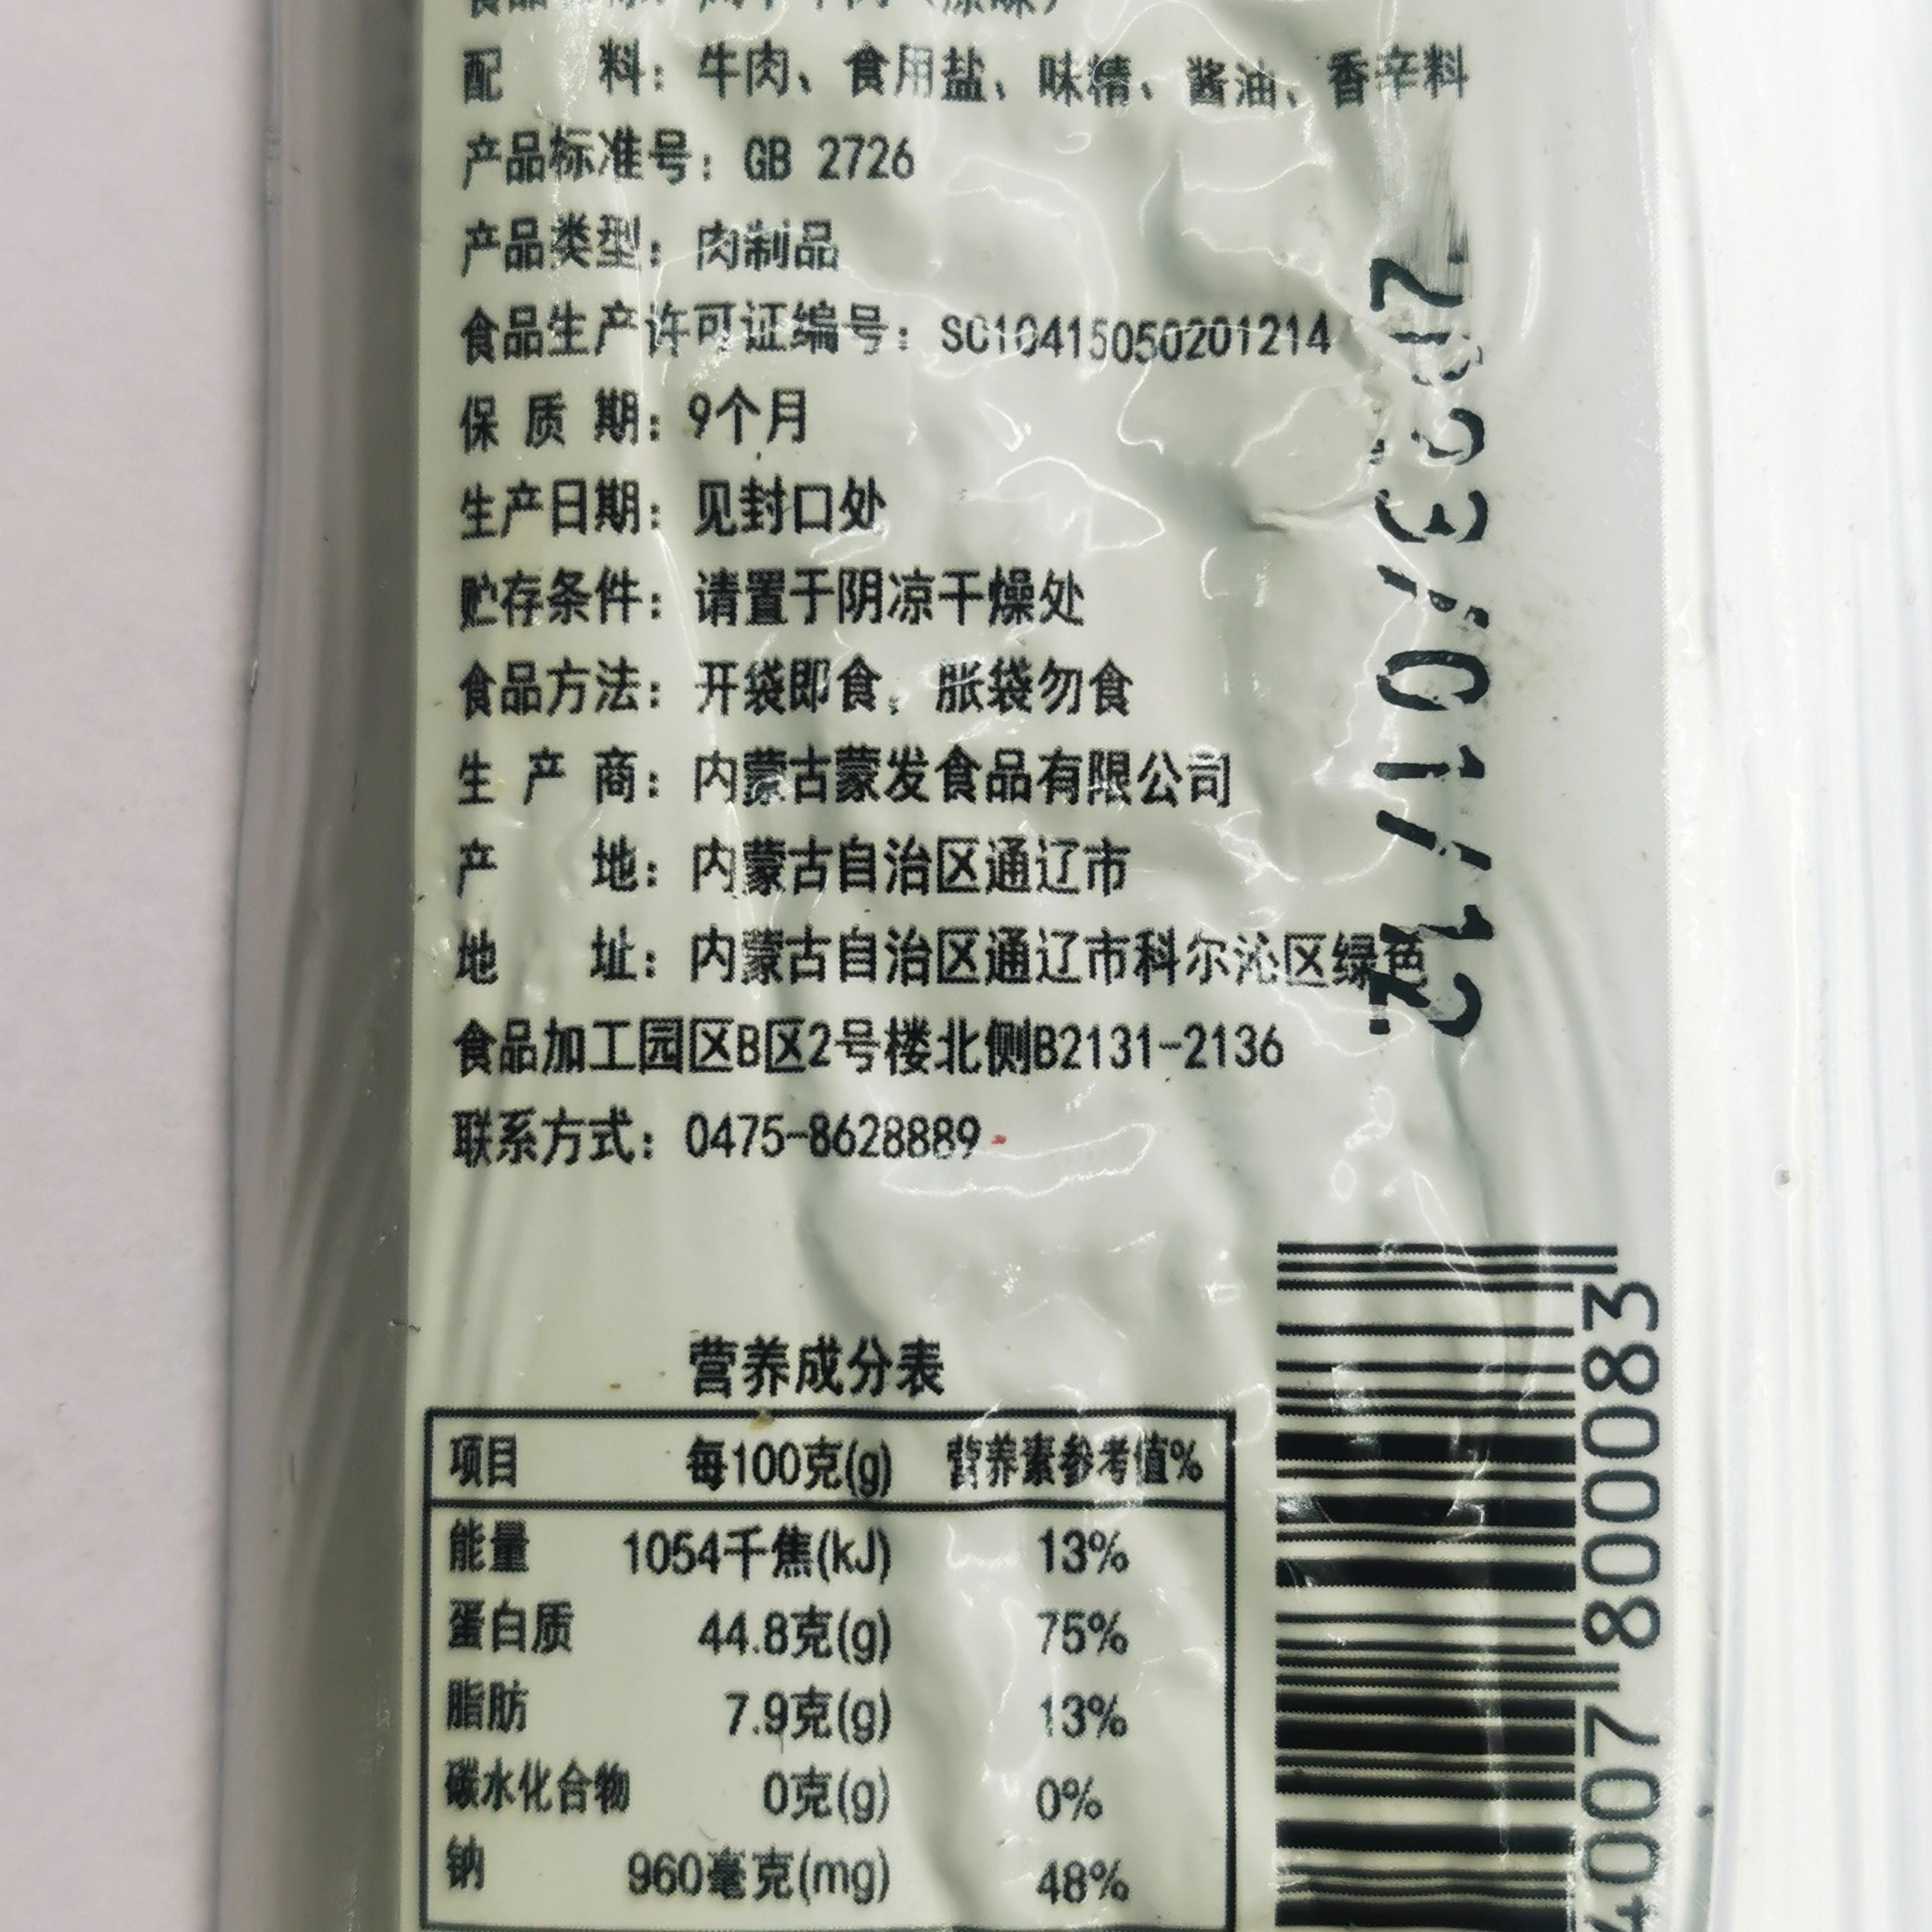 配 料：牛肉、食用盐、味精、酱油、香辛料
产品标准号：GB 2726
产品类型：肉制品
食品生产许可证编号：SC10415050201214
保 质 期：9个月
生产日期：见封口处
贮存条件：请置于阴凉干燥处
食品方法：开袋即食，胀袋勿食
生 产 商：内蒙古蒙发食品有限公司
产 地：内蒙古自治区通辽市
地 址：内蒙古自治区通辽市科尔沁区绿色
食品加工园区B区2号楼北侧B2131-2136
联系方式：0475-8628889
营养成分表
项目 每100克(g) 营养素参考值%
能量 1054千焦(kJ) 13%
蛋白质 44.8克(g) 75%
脂肪 7.9克(g) 13%
碳水化合物 0克(g) 0%
钠 960毫克(mg) 48%
4007 800083